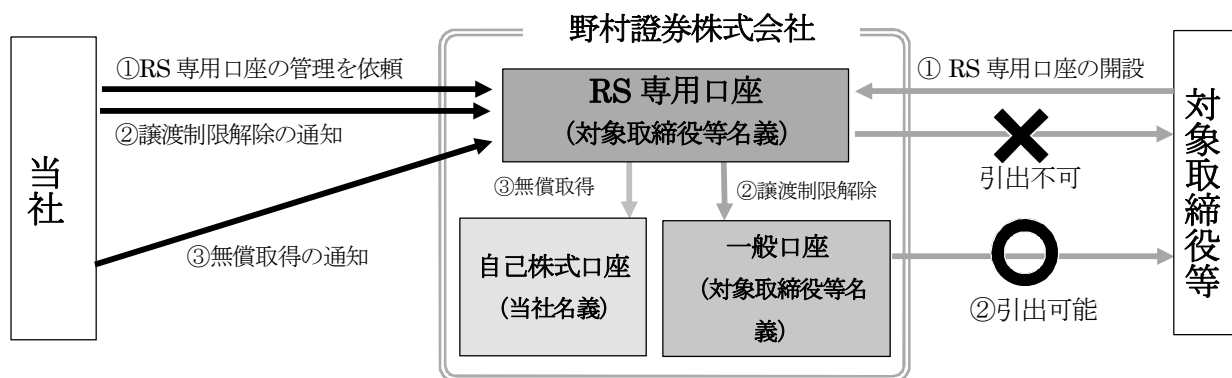 野村證券株式会社
当社
①RS 専用口座の管理を依頼
②譲渡制限解除の通知
③無償取得の通知
RS 専用口座
(対象取締役等名義)
③無償取得
②譲渡制限解除
自己株式口座
(当社名義)
一般口座
(対象取締役等名
義)
① RS 専用口座の開設
引出不可
②引出可能
対象取締役等